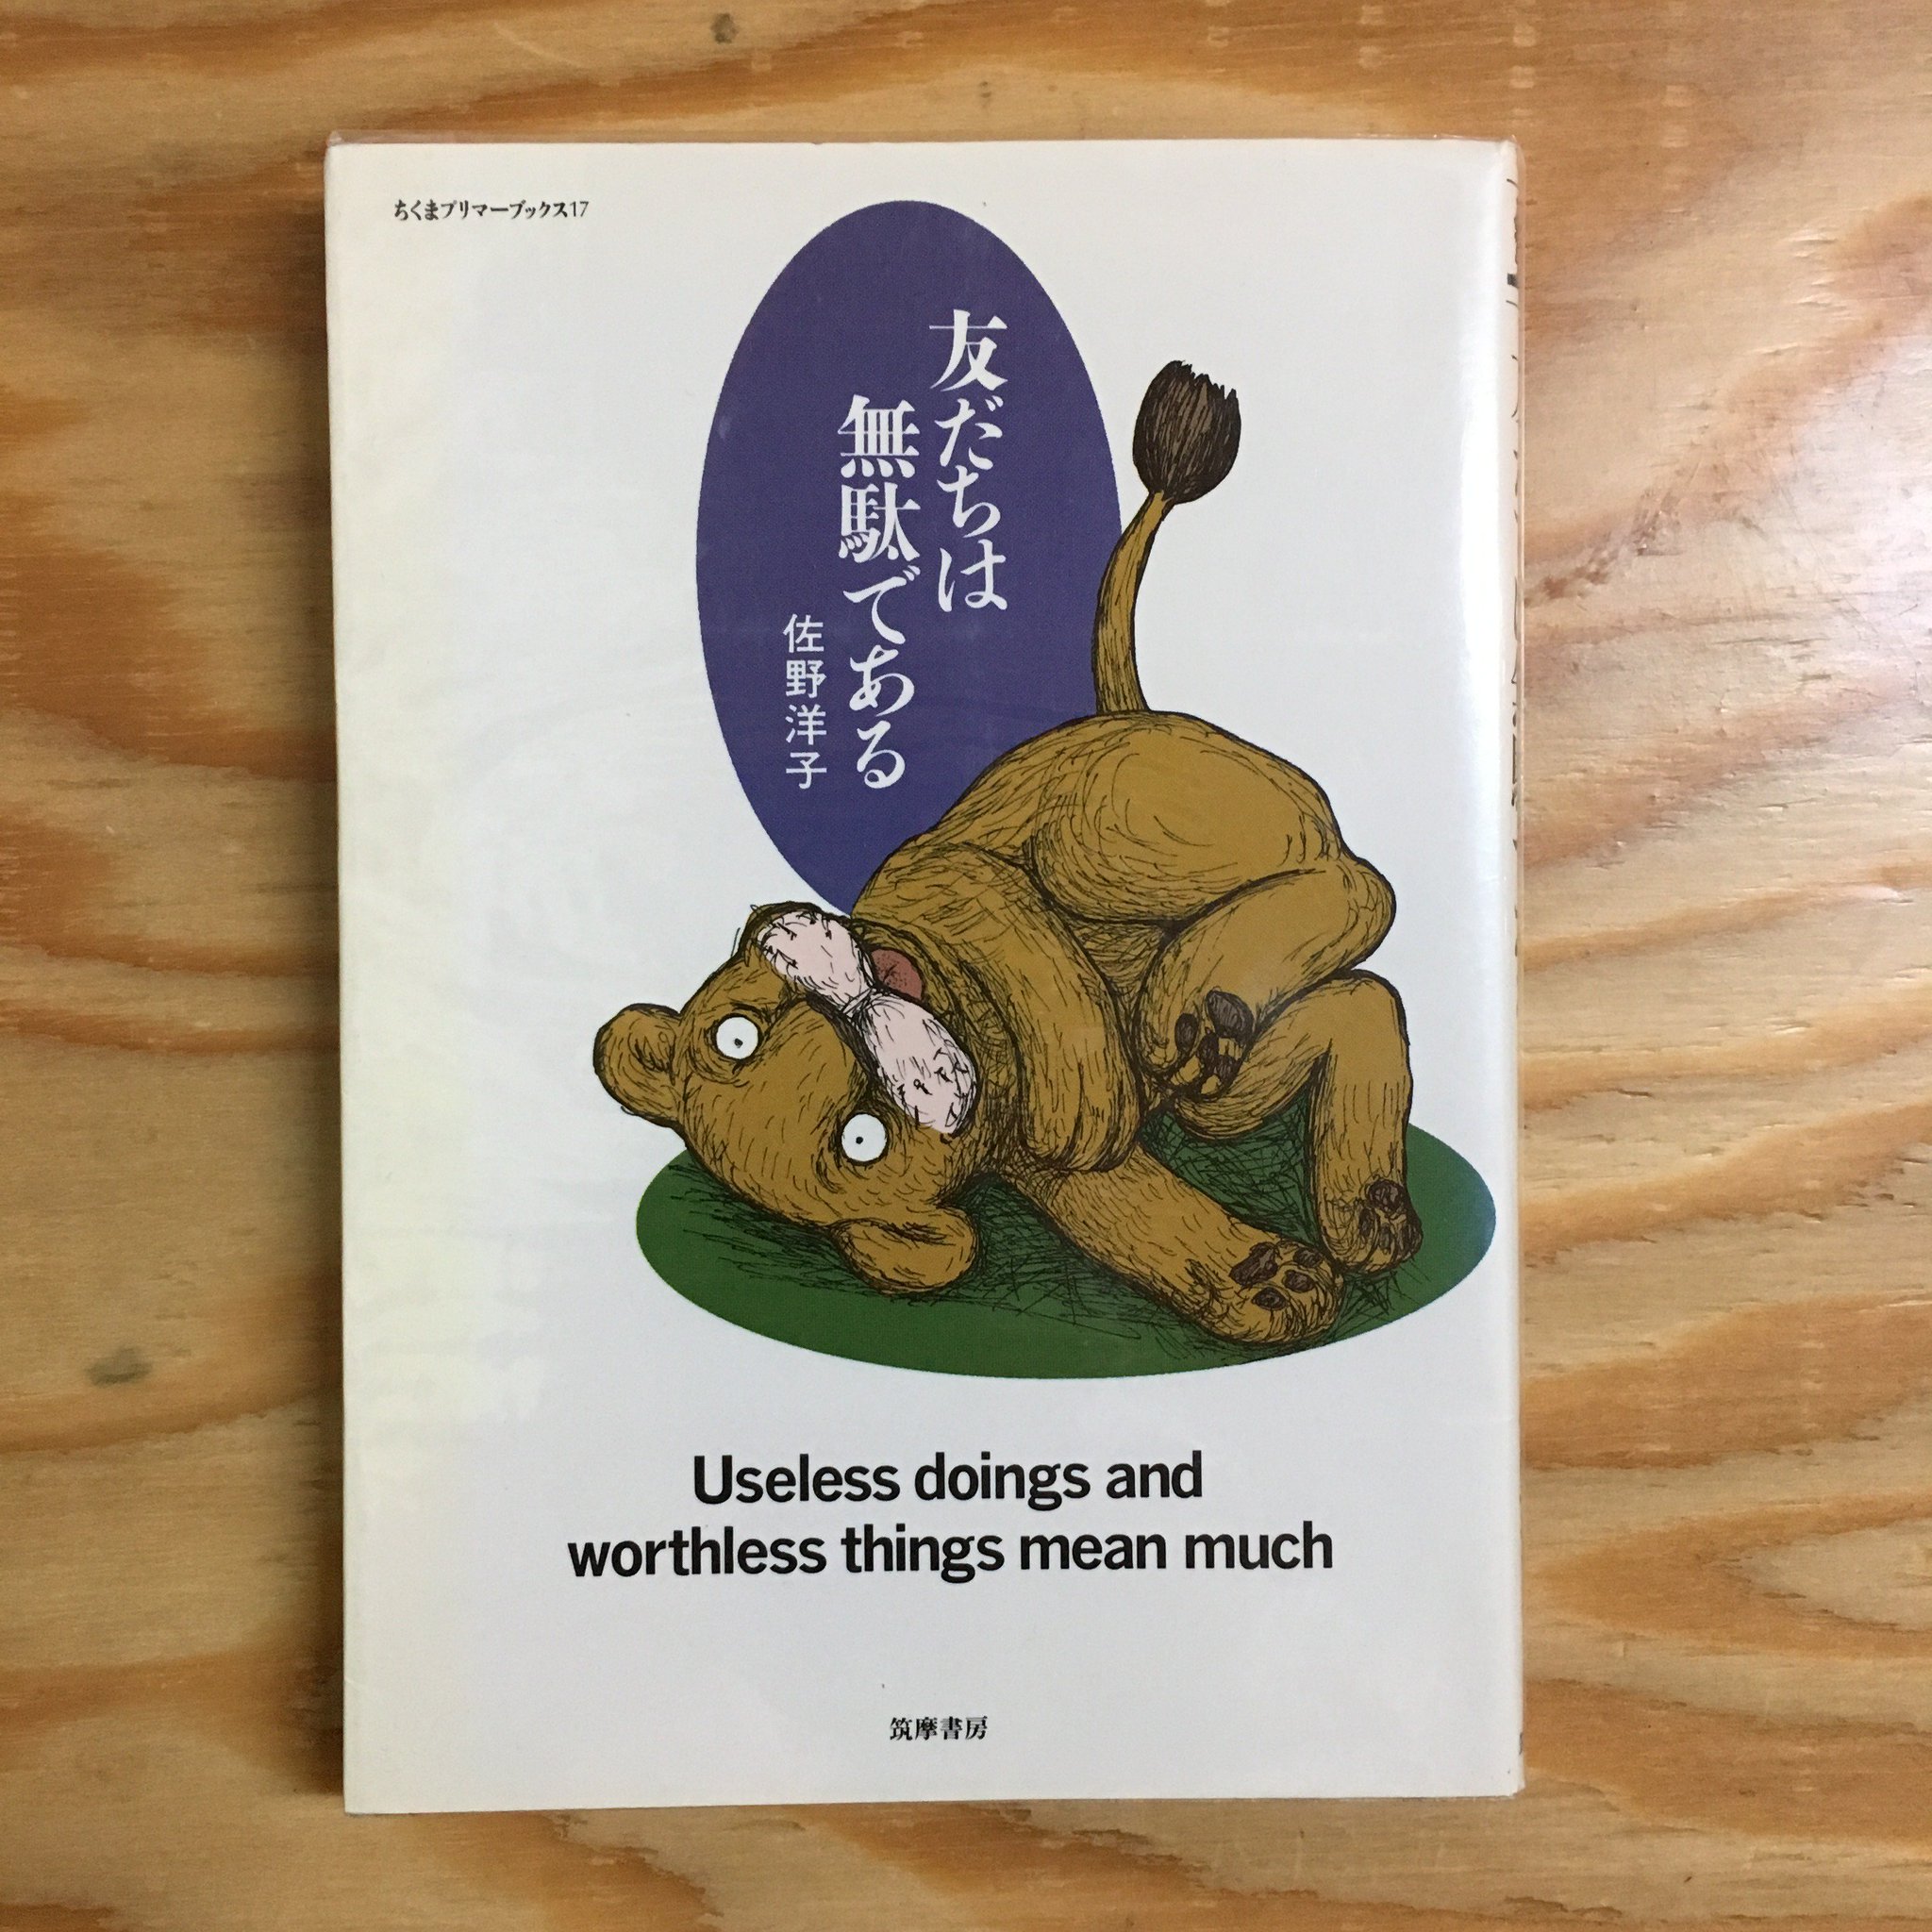 ちくまプリマーブックス17
友だちは
無駄である
佐野洋子
Useless doings and
worthless things mean much
筑摩書房